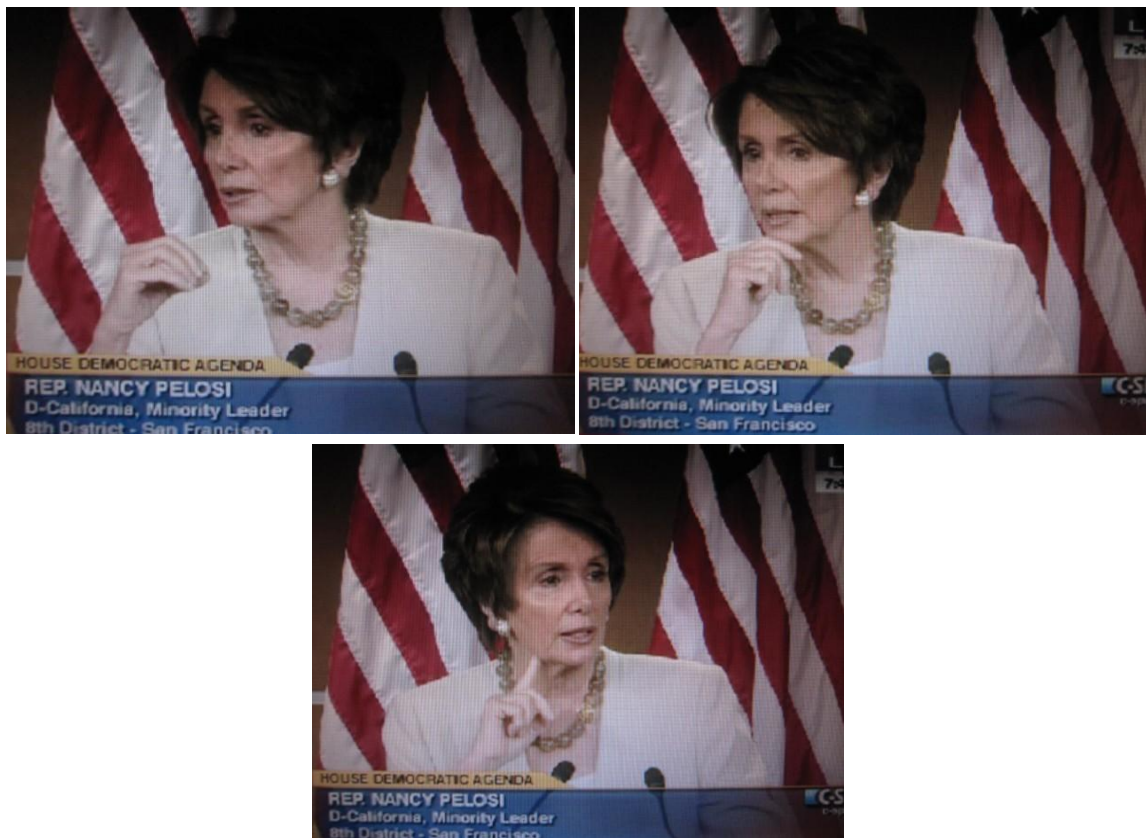 HOUSE DEMOCRATIC AGENDA
REP. NANCY PELOSI
D-California, Minority Leader
8th District - San Francisco
HOUSE DEMOCRATIC AGENDA
REP. NANCY PELOSI
D-California, Minority Leader
8th District - San Francisco
HOUSE DEMOCRATIC AGENDA
REP. NANCY PELOSI
D-California, Minority Leader
8th District - San Francisco